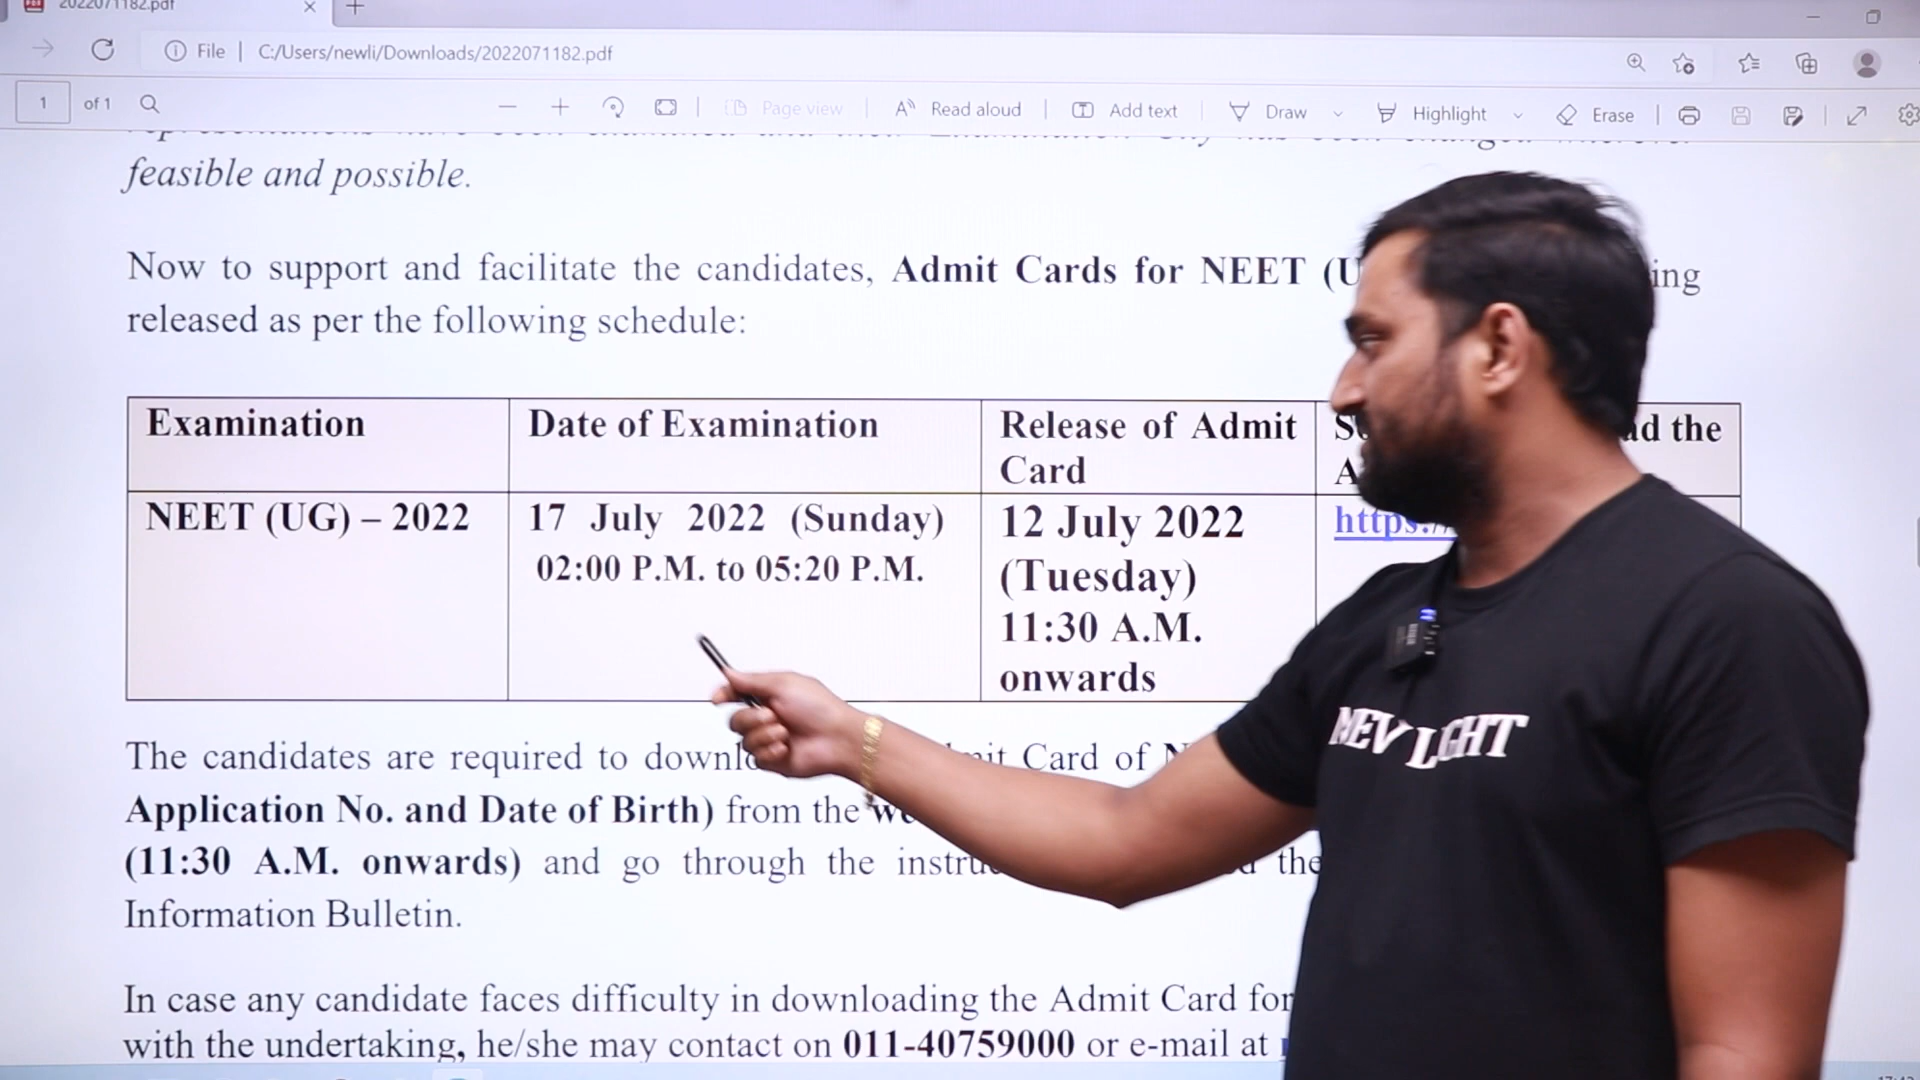 2022071182.pdf
File | C:/Users/newli/Downloads/2022071182.pdf
1 of 1 Page view Read aloud Add text Draw Highlight Erase
feasible and possible.
Now to support and facilitate the candidates, Admit Cards for NEET (U ing
released as per the following schedule:
Examination Date of Examination Release of Admit Card the
NEET (UG) – 2022 17 July 2022 (Sunday) 02:00 P.M. to 05:20 P.M. 12 July 2022 (Tuesday) 11:30 A.M. onwards https:/
The candidates are required to Card of
Application No. and Date of Birth) from the
(11:30 A.M. onwards) and go through the the
Information Bulletin.
In case any candidate faces difficulty in downloading the Admit Card for
with the undertaking, he/she may contact on 011-40759000 or e-mail at